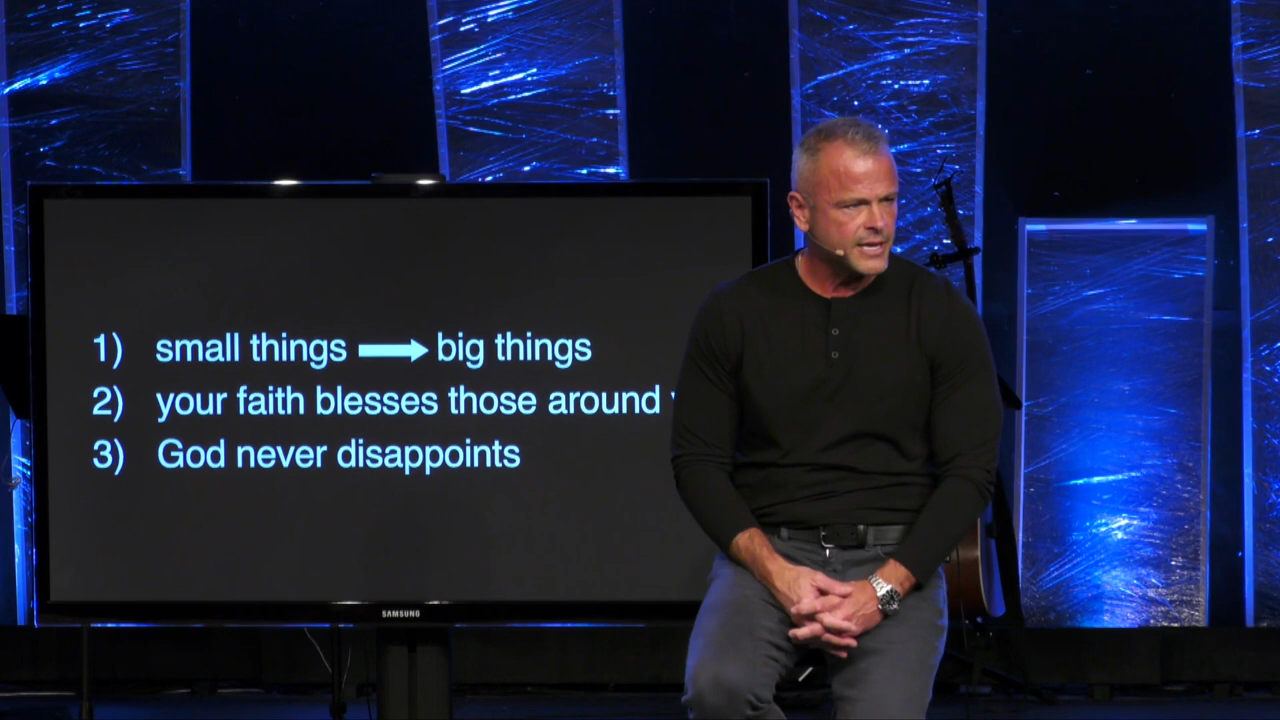 1) small things → big things
2) your faith blesses those around
3) God never disappoints
SAMSUNG